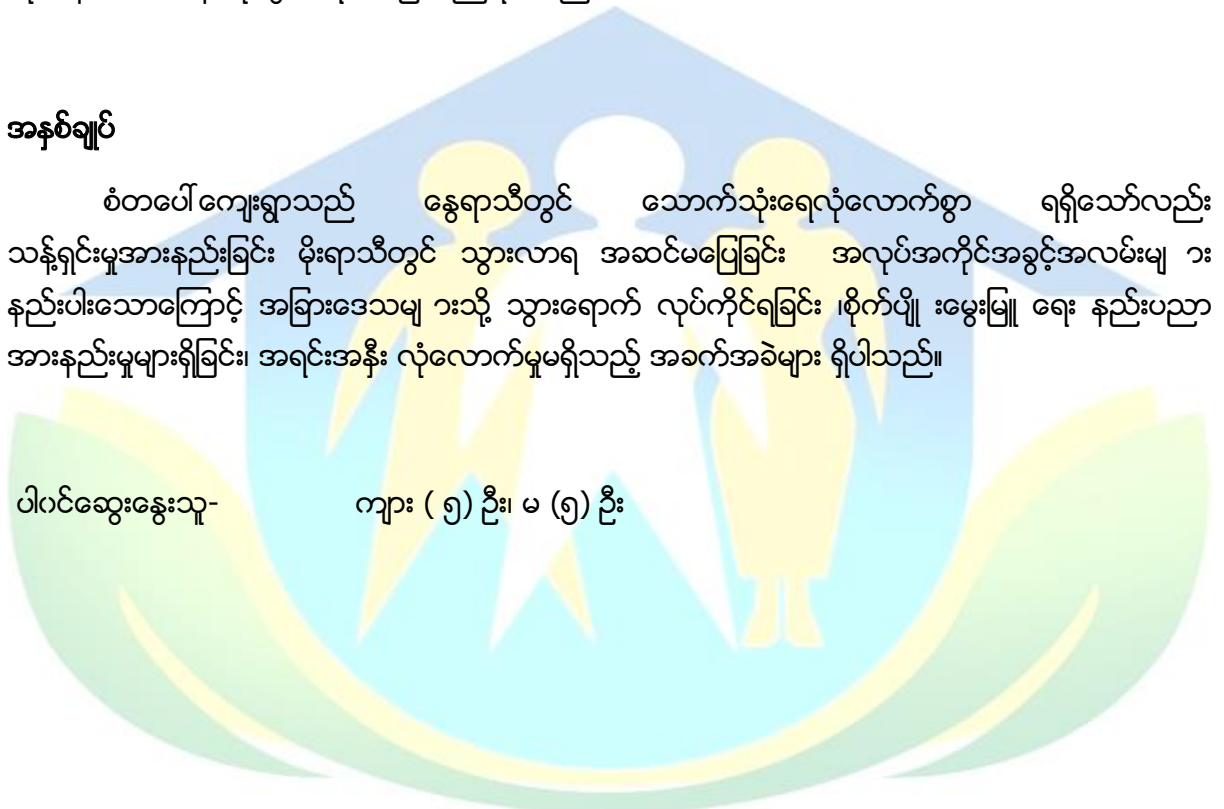 အနှစ်ချုပ်
စံတပေါ်ကျေးရွာသည် နွေရာသီတွင် သောက်သုံးရေလုံလောက်စွာ ရရှိသော်လည်း
သန့်ရှင်းမှုအားနည်းခြင်း မိုးရာသီတွင် သွားလာရ အဆင်မပြေခြင်း အလုပ်အကိုင်အခွင့်အလမ်းမျ ား
နည်းပါးသောကြောင့် အခြားဒေသမျ ားသို့ သွားရောက် လုပ်ကိုင်ရခြင်း ၊စိုက်ပျို းမွေးမြူ ရေး နည်းပညာ
အားနည်းမှုများရှိခြင်း၊ အရင်းအနှီး လုံလောက်မှုမရှိသည့် အခက်အခဲများ ရှိပါသည်။
ပါဝင်ဆွေးနွေးသူ- ကျား ( ၅) ဦး၊ မ (၅) ဦး